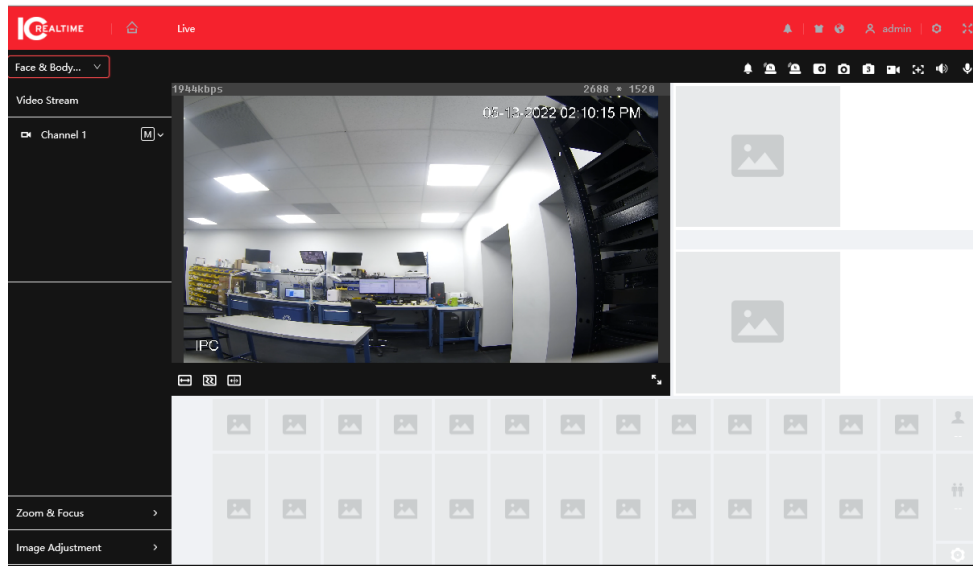 IC REALTIME
Live
admin
Face & Body...
1944kbps
2688 * 1520
Video Stream
05-13-2022 02:10:15 PM
Channel 1
M
IPC
Zoom & Focus
Image Adjustment